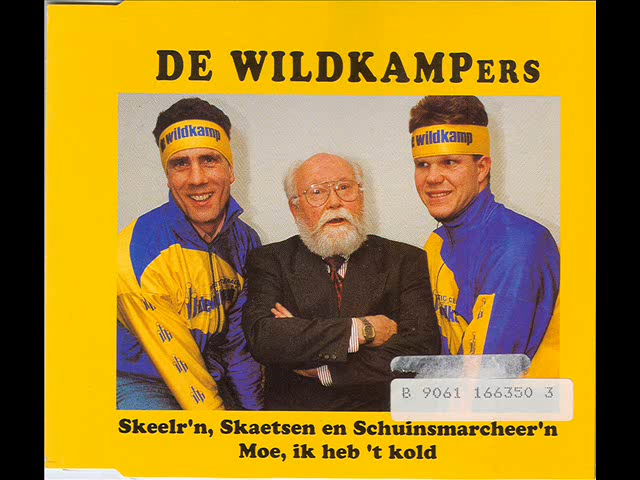 DE WILDKAMPERS
wildkamp
wildkamp
B 9061 166350 3
Skeelr'n, Skaetsen en Schuinsmarcheer'n
Moe, ik heb 't kold